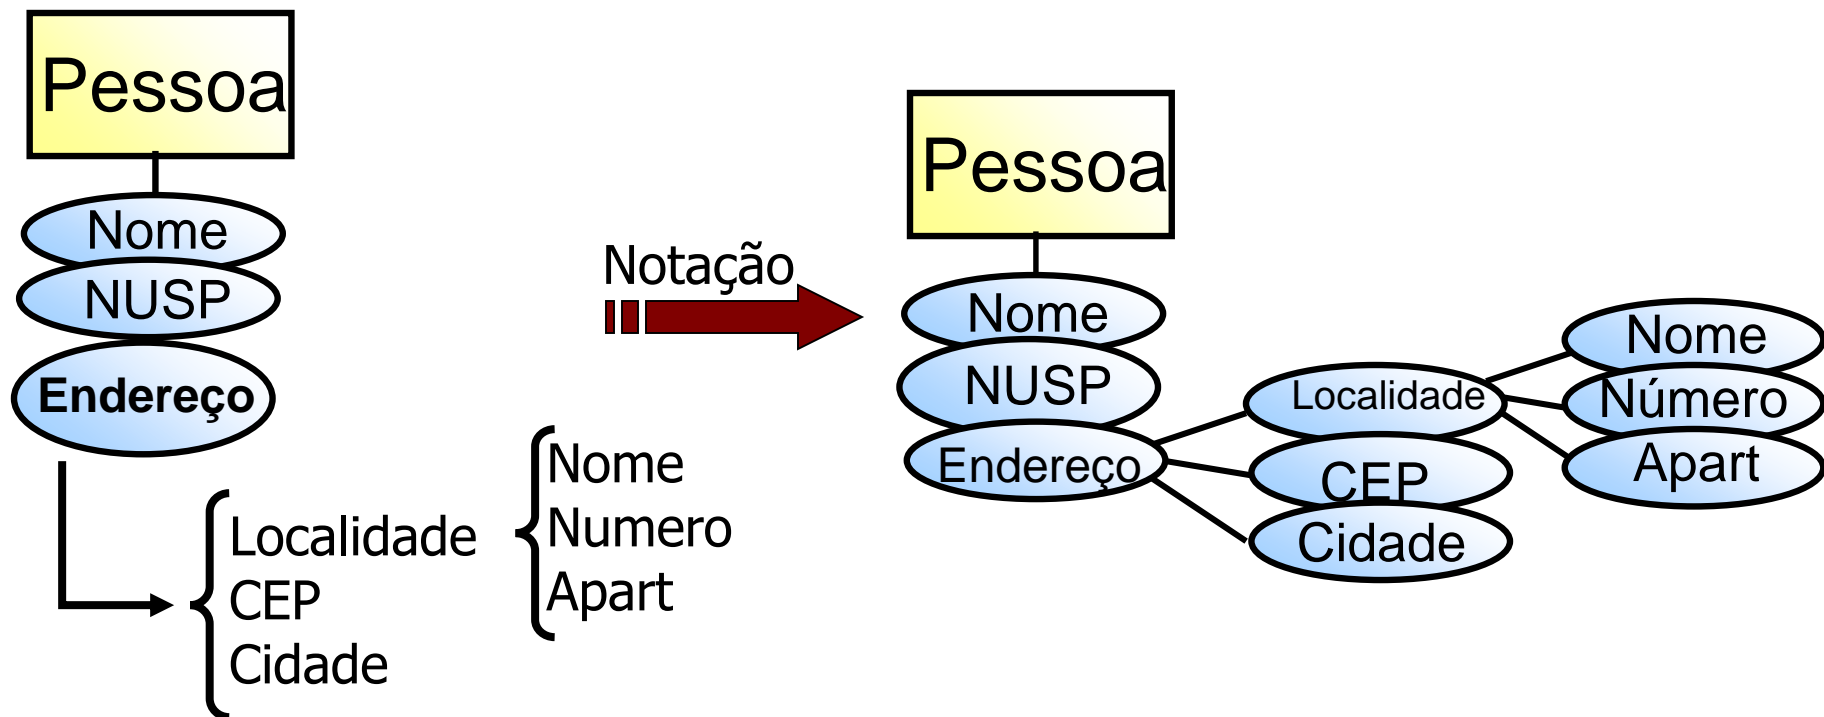 Pessoa
Nome
NUSP
Endereço
Localidade
CEP
Cidade
Nome
Numero
Apart
Notação
Pessoa
Nome
NUSP
Endereço
Localidade
CEP
Cidade
Nome
Número
Apart